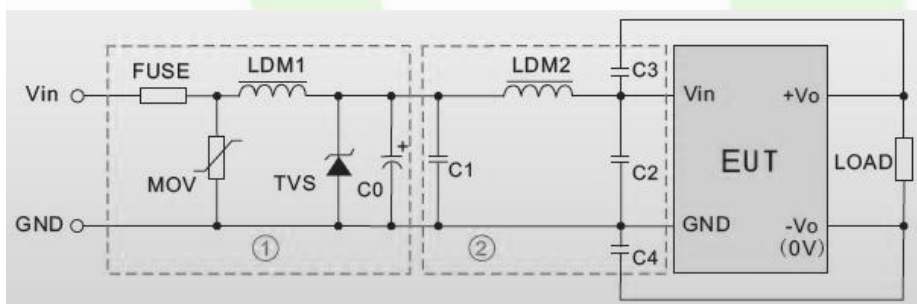 C3
FUSE LDM1 LDM2
Vin Vin +Vo
MOV TVS + C0 C1 C2 EUT LOAD
GND GND -Vo
(0V)
① ② C4